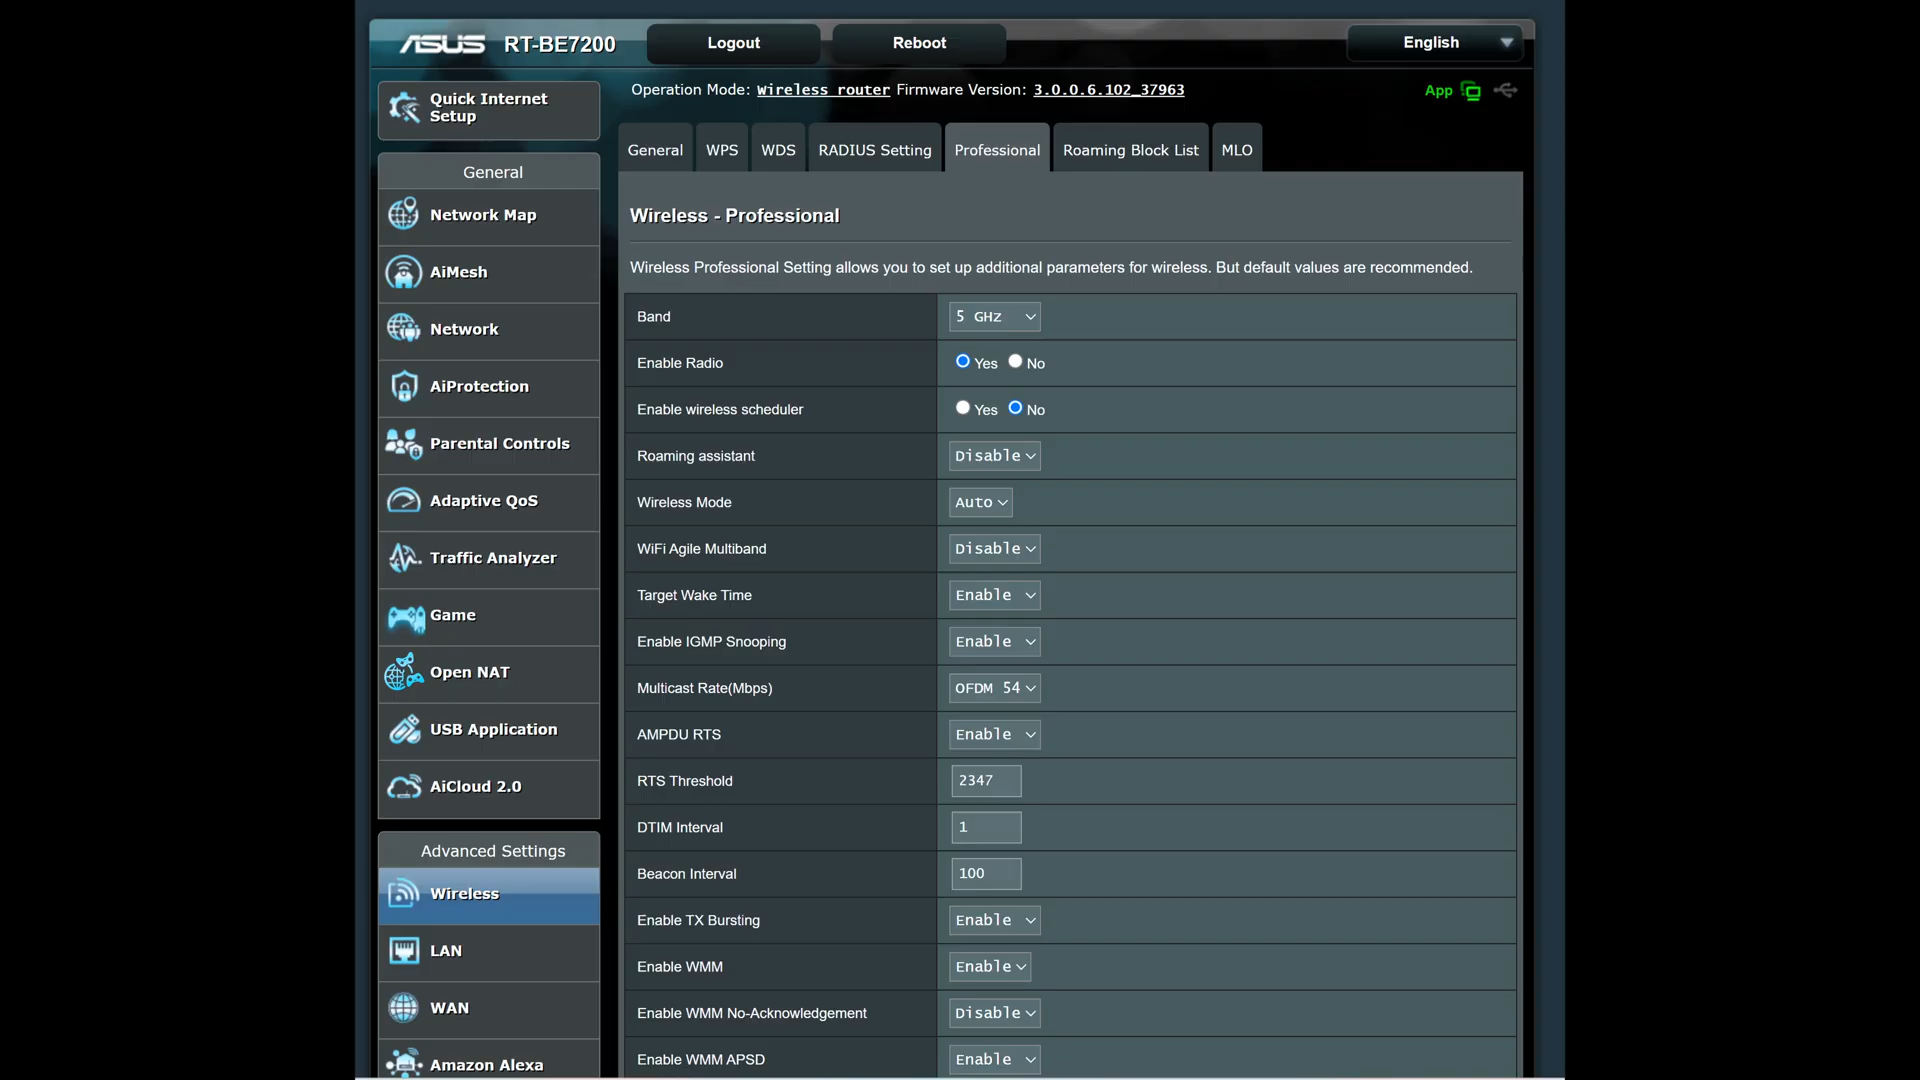 ASUS RT-BE7200 Logout Reboot English
Quick Internet
Setup
Operation Mode: Wireless router Firmware Version: 3.0.0.6.102_37963 App
General WPS WDS RADIUS Setting Professional Roaming Block List MLO
General
Network Map
AiMesh
Network
AiProtection
Parental Controls
Adaptive QoS
Traffic Analyzer
Game
Open NAT
USB Application
AiCloud 2.0
Advanced Settings
Wireless
LAN
WAN
Amazon Alexa
Wireless - Professional
Wireless Professional Setting allows you to set up additional parameters for wireless. But default values are recommended.
Band 5 GHz
Enable Radio Yes No
Enable wireless scheduler Yes No
Roaming assistant Disable
Wireless Mode Auto
WiFi Agile Multiband Disable
Target Wake Time Enable
Enable IGMP Snooping Enable
Multicast Rate(Mbps) OFDM 54
AMPDU RTS Enable
RTS Threshold 2347
DTIM Interval 1
Beacon Interval 100
Enable TX Bursting Enable
Enable WMM Enable
Enable WMM No-Acknowledgement Disable
Enable WMM APSD Enable